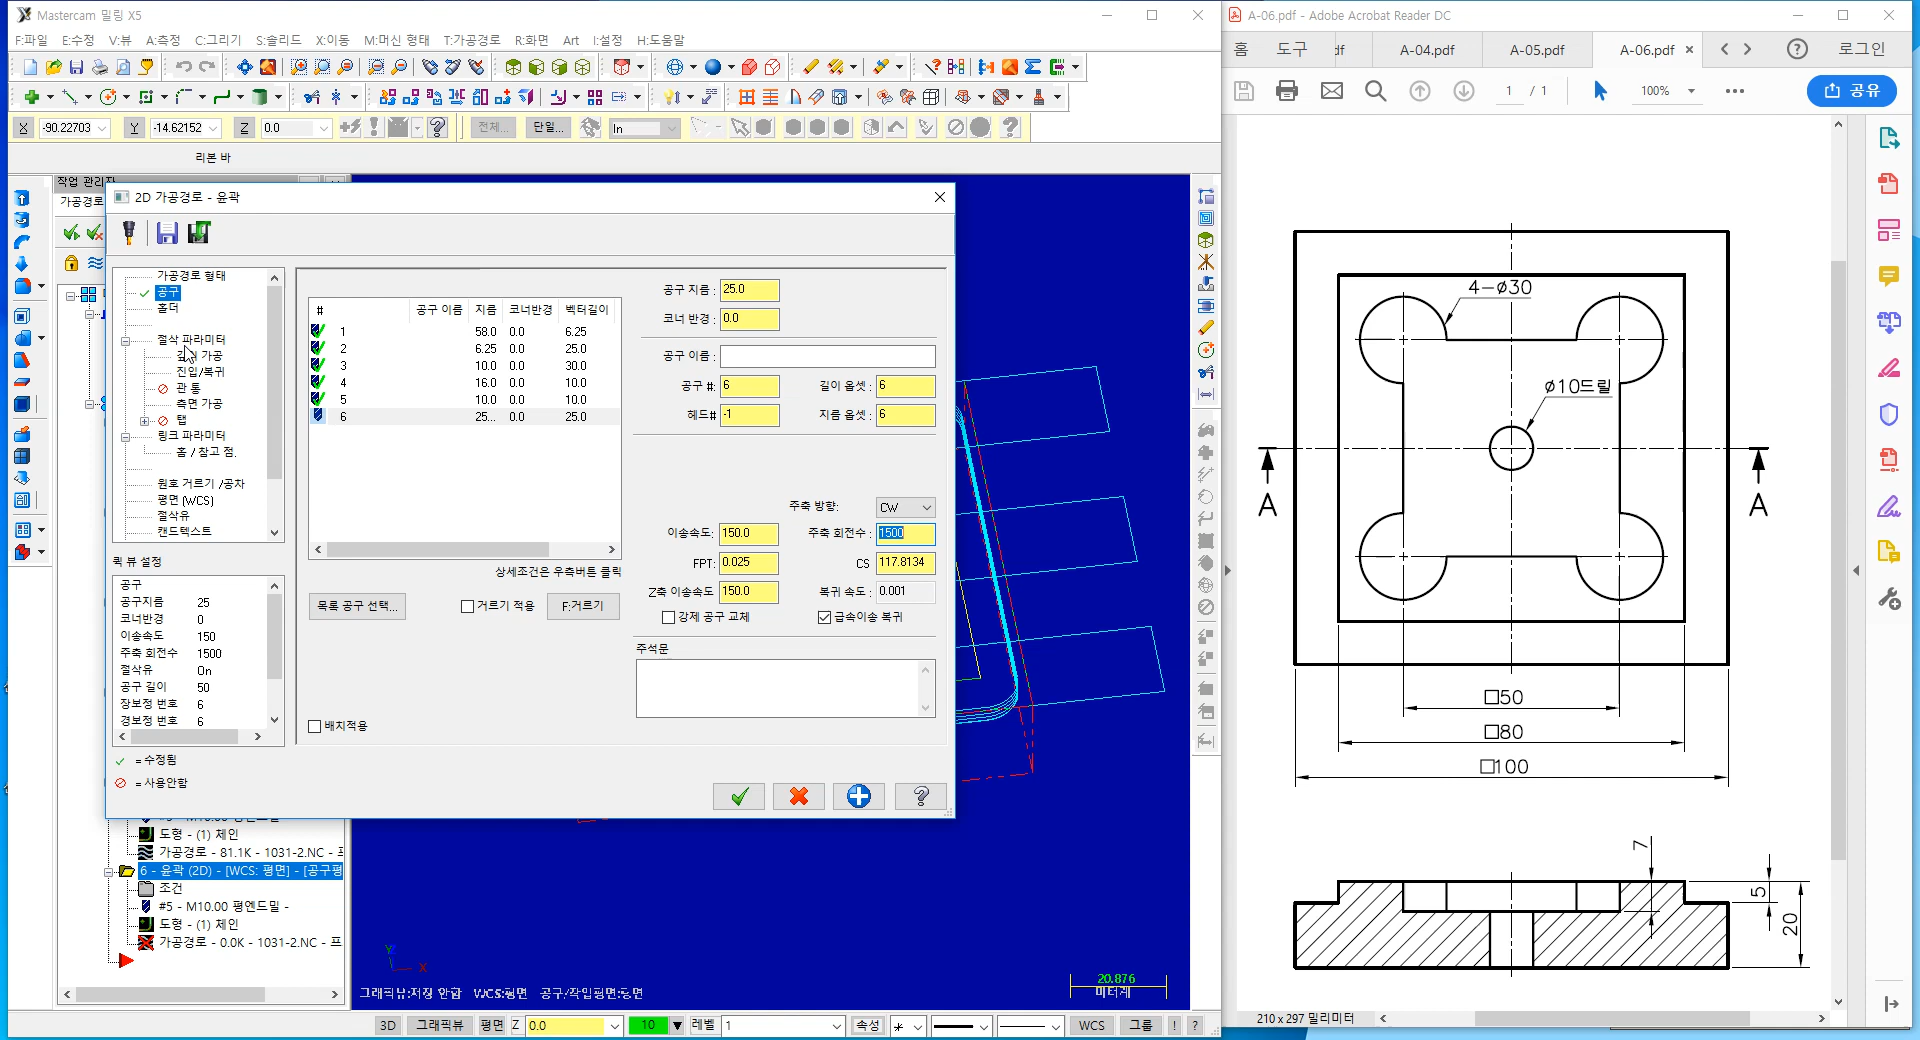 Mastercam 밀링 X5
F:파일 E:수정 V:뷰 A:측정 C:그리기 S:솔리드 X:이동 M:머신 형태 T:가공경로 R:화면 Art I:설정 H:도움말
X -90.22703 Y -14.62152 Z 0.0 전체... 단일... In
리본 바
작업 관리자
가공경로
2D 가공경로 - 윤곽
가공경로 형태
공구
홀더
절삭 파라미터
가공
진입/복귀
관 통
측면 가공
탭
링크 파라미터
홈 / 참고 점.
원호 거르기 /공차
평면 (WCS)
절삭유
캔드텍스트
퀵 뷰 설정
공구
공구지름 25
코너반경 0
이송속도 150
주축 회전수 1500
절삭유 On
공구 길이 50
장보정 번호 6
경보정 번호 6
= 수정됨
= 사용안함
# 공구 이름 지름 코너반경 벡터길이
1 58.0 0.0 6.25
2 6.25 0.0 25.0
3 10.0 0.0 30.0
4 16.0 0.0 10.0
5 10.0 0.0 10.0
6 25... 0.0 25.0
상세조건은 우측버튼 클릭
목록 공구 선택... 거르기 적용 F:거르기
배치적용
공구 지름 : 25.0
코너 반경 : 0.0
공구 이름 :
공구 #: 6 길이 옵셋 : 6
헤드# -1 지름 옵셋 : 6
주축 방향: CW
이송속도: 150.0 주축 회전수 : 1500
FPT: 0.025 CS 117.8134
Z축 이송속도 150.0 복귀 속도 : 0.001
강제 공구 교체 급속이송 복귀
주석문
도형 - (1) 체인
가공경로 - 81.1K - 1031-2.NC - 프
6 - 윤곽 (2D) - [WCS: 평면] - [공구평
조건
#5 - M10.00 평엔드밀 -
도형 - (1) 체인
가공경로 - 0.0K - 1031-2.NC - 프
Y
X
그래픽뷰:저장 안함 WCS:평면 공구/작업평면:평면
20.876
미터계
3D 그래픽뷰 평면 Z 0.0 10 레벨 1 속성 WCS 그룹 ! ?
A-06.pdf - Adobe Acrobat Reader DC
홈 도구 df A-04.pdf A-05.pdf A-06.pdf × 로그인
1 / 1 100% 공유
4-ø30
ø10드릴
A A
□50
□80
□100
7
5
20
210 x 297 밀리미터